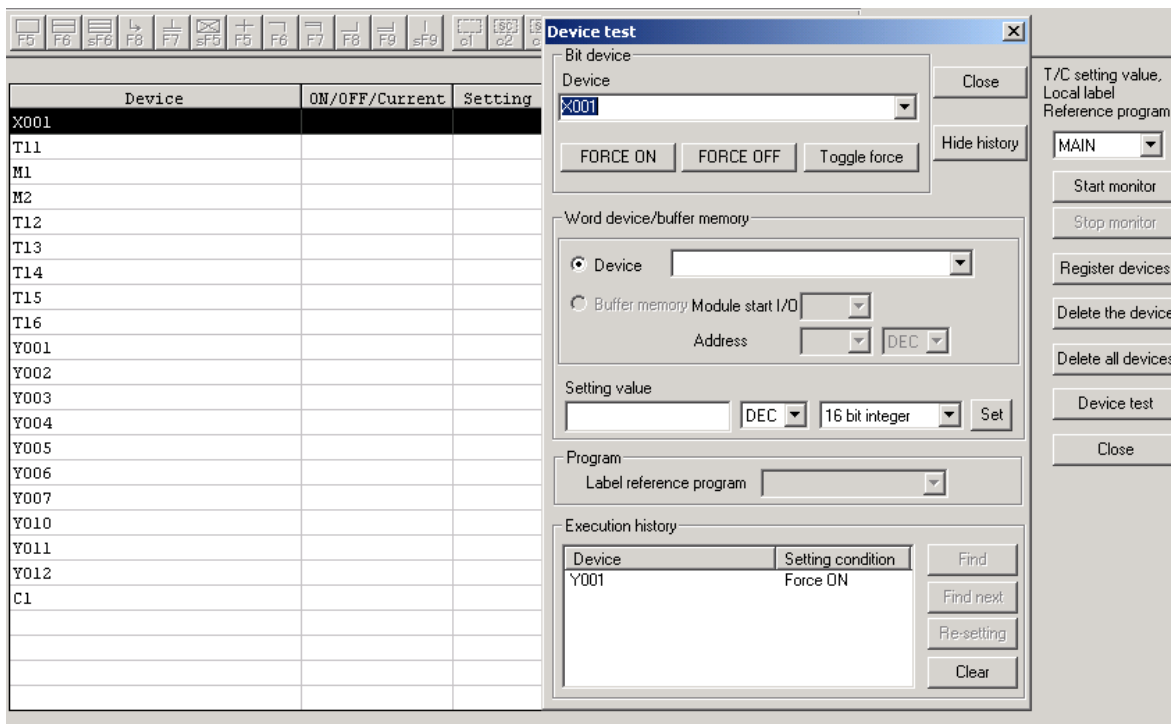 F5 F6 sF6 F8 F7 sF5 F5 F6 F7 F8 F9 sF9 c1 c2
Device ON/OFF/Current Setting
X001
T11
M1
M2
T12
T13
T14
T15
T16
Y001
Y002
Y003
Y004
Y005
Y006
Y007
Y010
Y011
Y012
C1
Device test
Bit device
Device
X001
FORCE ON FORCE OFF Toggle force
Close
Hide history
Word device/buffer memory
Device
Buffer memory Module start I/O
Address DEC
Setting value
DEC 16 bit integer Set
Program
Label reference program
Execution history
Device Setting condition
Y001 Force ON
Find
Find next
Re-setting
Clear
T/C setting value,
Local label
Reference program
MAIN
Start monitor
Stop monitor
Register devices
Delete the device
Delete all devices
Device test
Close